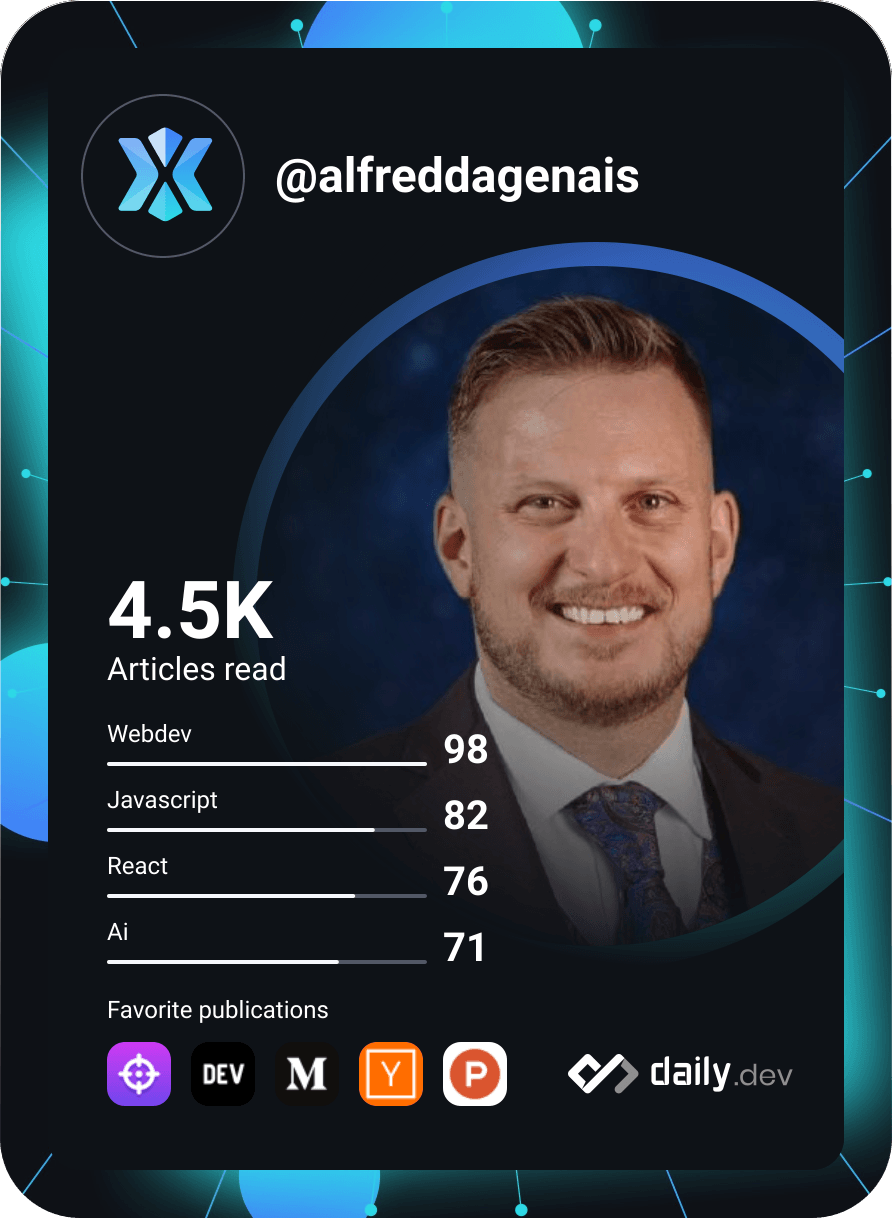 @alfreddagenais
4.5K
Articles read
Webdev
98
Javascript
82
React
76
Ai
71
Favorite publications
DEV
M
Y
P
daily.dev